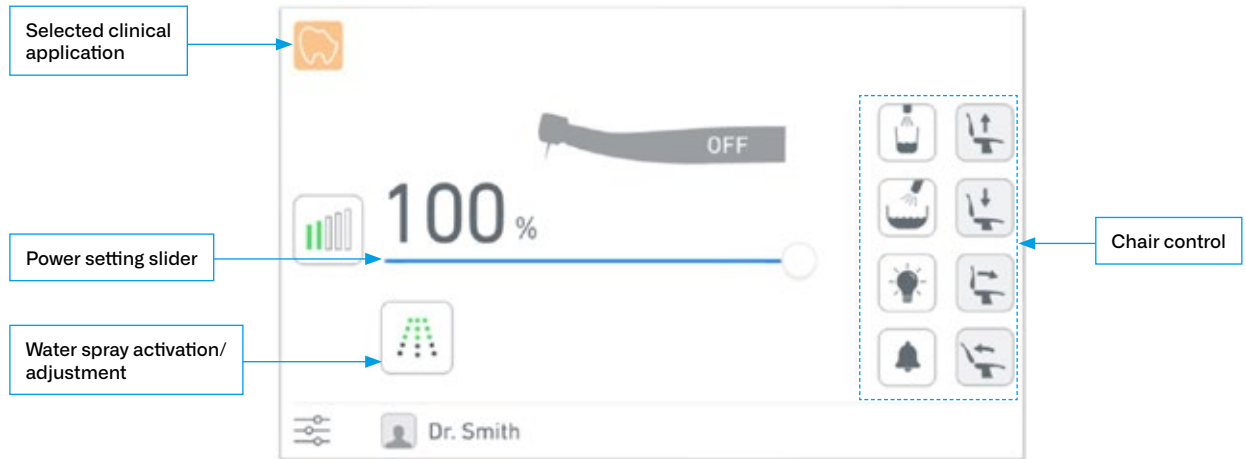 Selected clinical
application
OFF
100 %
Power setting slider
Chair control
Water spray activation/
adjustment
Dr. Smith